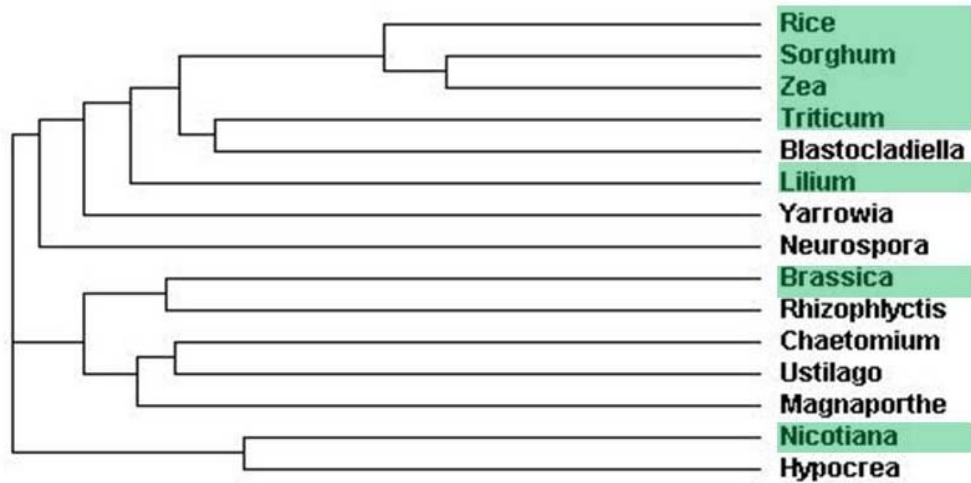 Rice
Sorghum
Zea
Triticum
Blastocladiella
Lilium
Yarrowia
Neurospora
Brassica
Rhizophlyctis
Chaetomium
Ustilago
Magnaporthe
Nicotiana
Hypocrea